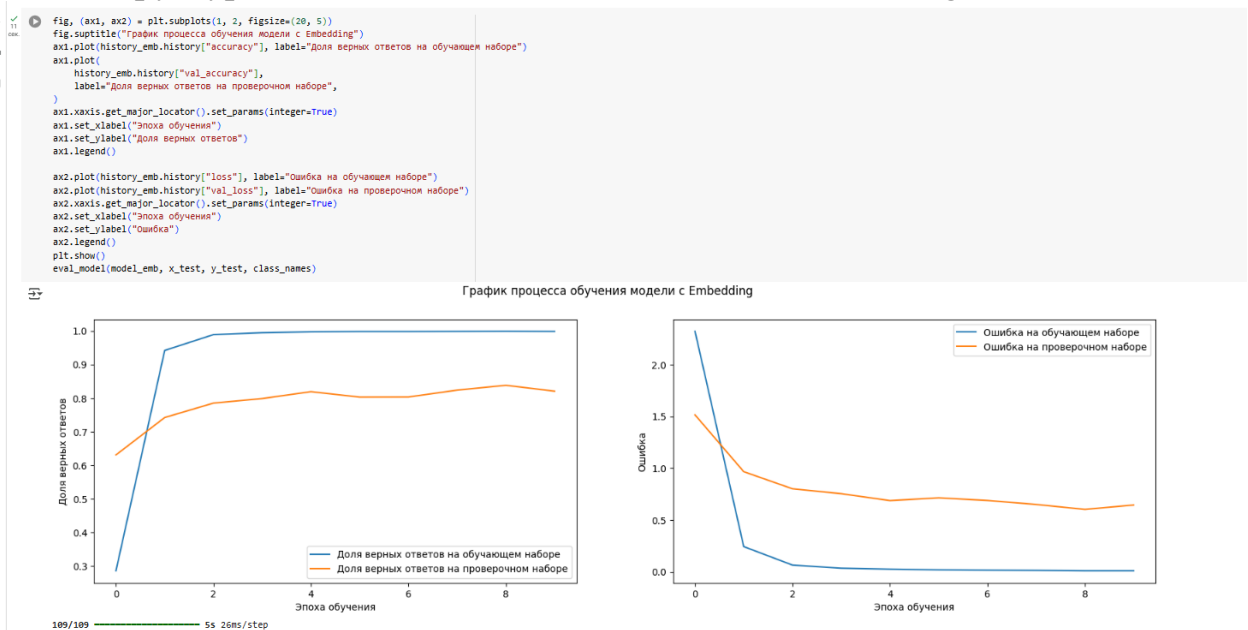 11
сек.
fig, (ax1, ax2) = plt.subplots(1, 2, figsize=(20, 5))
fig.suptitle("График процесса обучения модели с Embedding")
ax1.plot(history_emb.history["accuracy"], label="Доля верных ответов на обучающем наборе")
ax1.plot(
    history_emb.history["val_accuracy"],
    label="Доля верных ответов на проверочном наборе",
)
ax1.xaxis.get_major_locator().set_params(integer=True)
ax1.set_xlabel("Эпоха обучения")
ax1.set_ylabel("Доля верных ответов")
ax1.legend()
ax2.plot(history_emb.history["loss"], label="Ошибка на обучающем наборе")
ax2.plot(history_emb.history["val_loss"], label="Ошибка на проверочном наборе")
ax2.xaxis.get_major_locator().set_params(integer=True)
ax2.set_xlabel("Эпоха обучения")
ax2.set_ylabel("Ошибка")
ax2.legend()
plt.show()
eval_model(model_emb, x_test, y_test, class_names)
График процесса обучения модели с Embedding
1.0
0.9
0.8
0.7
0.6
0.5
0.4
0.3
Доля верных ответов
Доля верных ответов на обучающем наборе
Доля верных ответов на проверочном наборе
0 2 4 6 8
Эпоха обучения
2.0
1.5
1.0
0.5
0.0
Ошибка
Ошибка на обучающем наборе
Ошибка на проверочном наборе
0 2 4 6 8
Эпоха обучения
109/109 5s 26ms/step